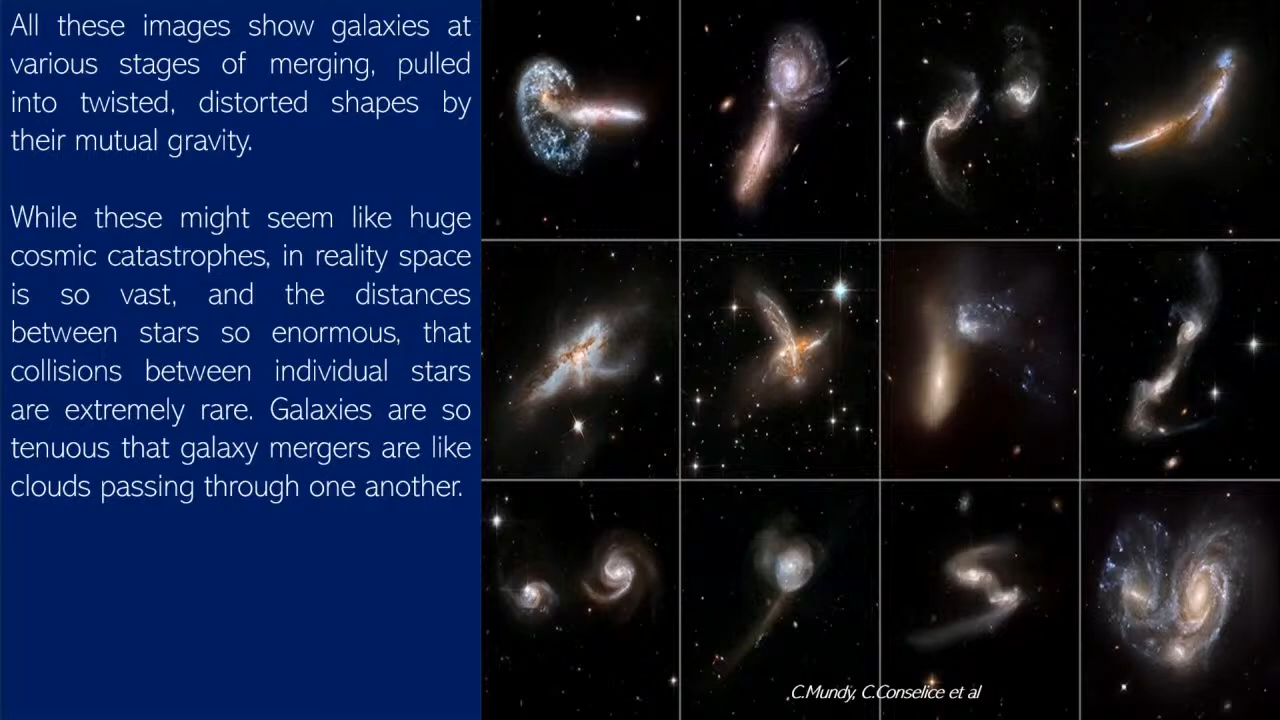 All these images show galaxies at
various stages of merging, pulled
into twisted, distorted shapes by
their mutual gravity.
While these might seem like huge
cosmic catastrophes, in reality space
is so vast, and the distances
between stars so enormous, that
collisions between individual stars
are extremely rare. Galaxies are so
tenuous that galaxy mergers are like
clouds passing through one another.
C.Mundy, C.Conselice et al